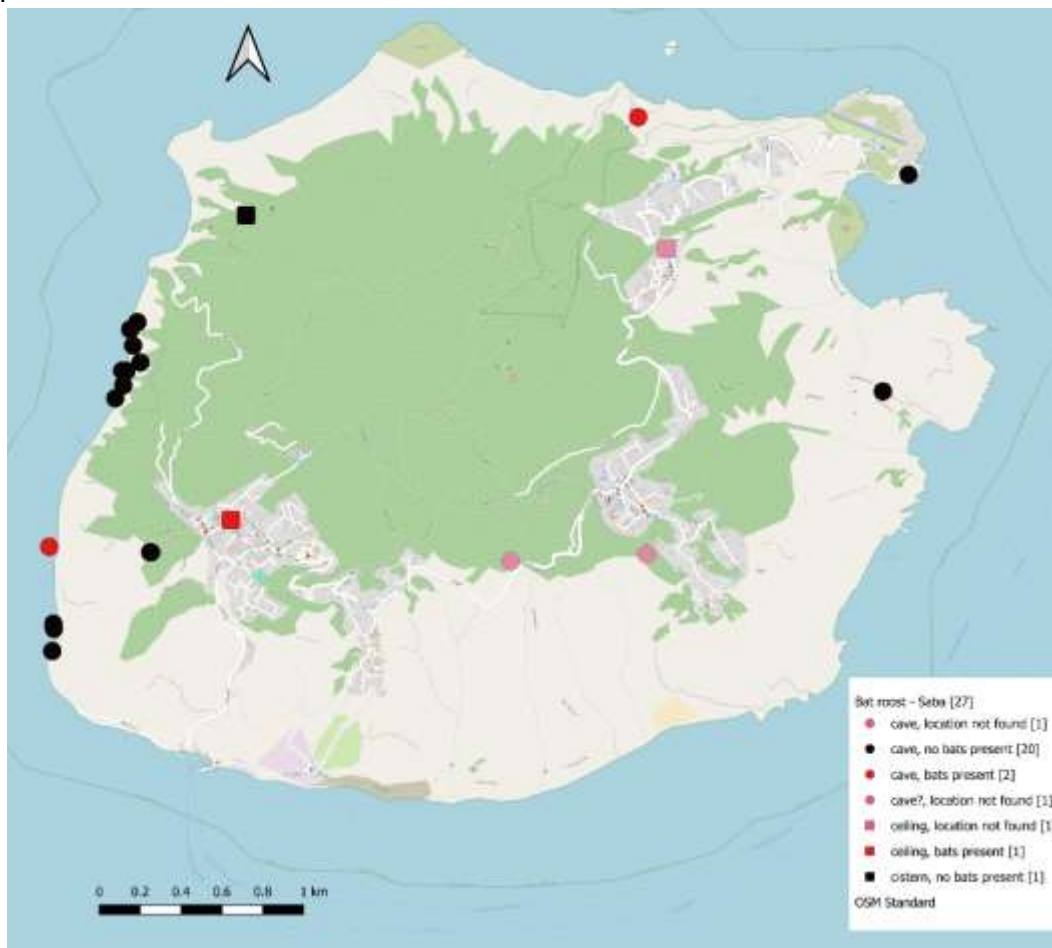 0 0.2 0.4 0.6 0.8 1 km
Bat roost - Saba [27]
cave, location not found [1]
cave, no bats present [20]
cave, bats present [2]
cave?, location not found [1]
ceiling, location not found [1
ceiling, bats present [1]
cistern, no bats present [1]
OSM Standard